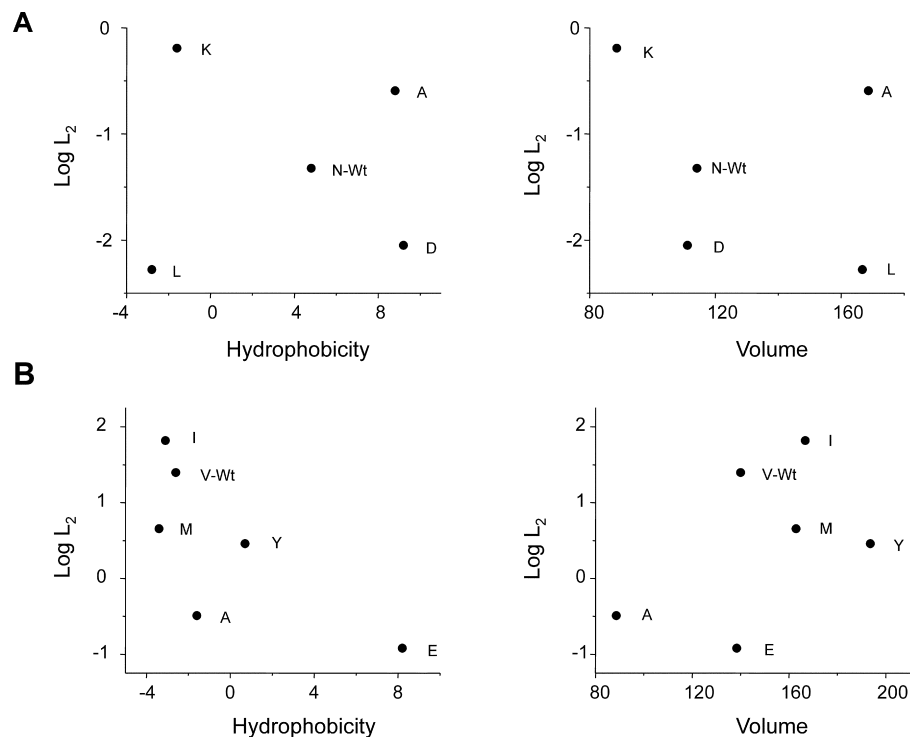 A
0
-1
-2
Log L2
K
A
N-Wt
D
L
-4
0
4
8
Hydrophobicity
0
-1
-2
Log L2
K
A
N-Wt
D
L
80
120
160
Volume
B
2
1
0
-1
Log L2
I
V-Wt
M
Y
A
E
-4
0
4
8
Hydrophobicity
2
1
0
-1
Log L2
I
V-Wt
M
Y
A
E
80
120
160
200
Volume